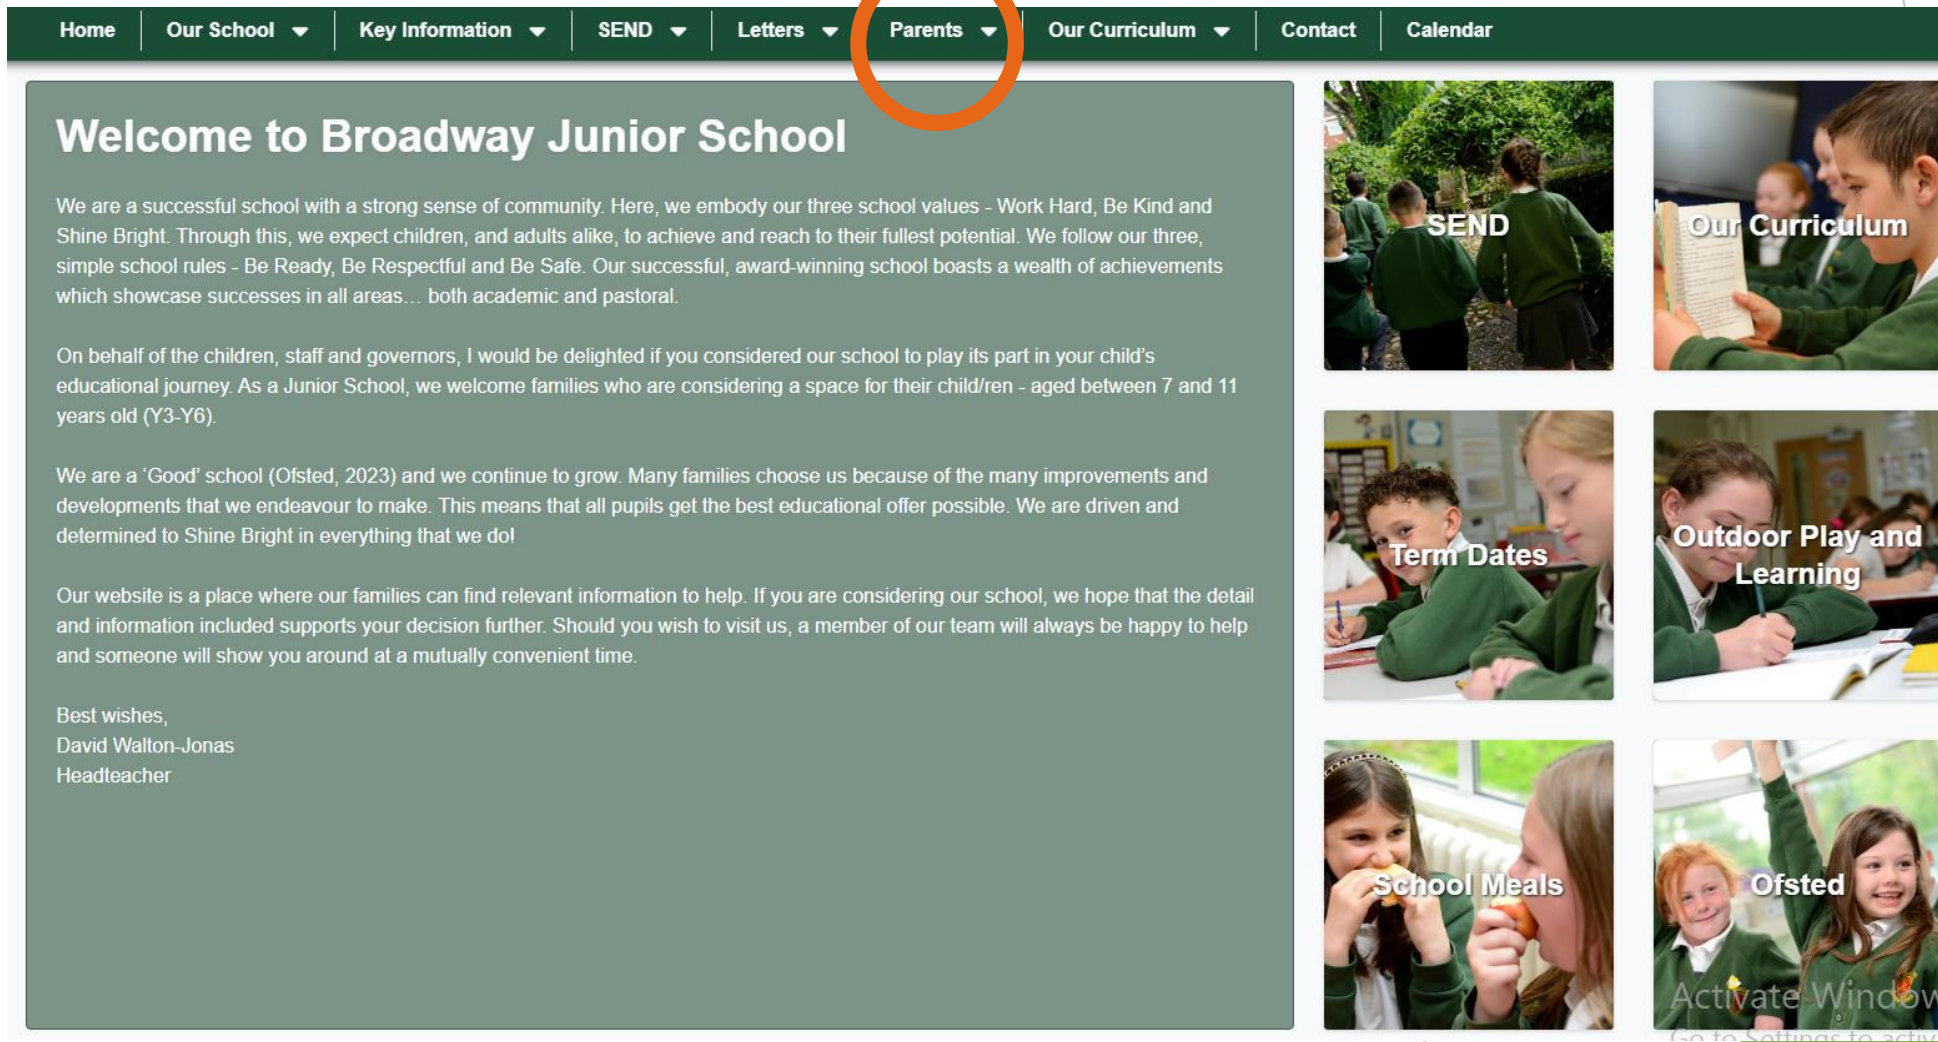 Home Our School Key Information SEND Letters Parents Our Curriculum Contact Calendar
Welcome to Broadway Junior School
We are a successful school with a strong sense of community. Here, we embody our three school values - Work Hard, Be Kind and
Shine Bright. Through this, we expect children, and adults alike, to achieve and reach to their fullest potential. We follow our three,
simple school rules - Be Ready, Be Respectful and Be Safe. Our successful, award-winning school boasts a wealth of achievements
which showcase successes in all areas… both academic and pastoral.
On behalf of the children, staff and governors, I would be delighted if you considered our school to play its part in your child's
educational journey. As a Junior School, we welcome families who are considering a space for their child/ren - aged between 7 and 11
years old (Y3-Y6).
We are a 'Good' school (Ofsted, 2023) and we continue to grow. Many families choose us because of the many improvements and
developments that we endeavour to make. This means that all pupils get the best educational offer possible. We are driven and
determined to Shine Bright in everything that we do!
Our website is a place where our families can find relevant information to help. If you are considering our school, we hope that the detail
and information included supports your decision further. Should you wish to visit us, a member of our team will always be happy to help
and someone will show you around at a mutually convenient time.
Best wishes,
David Walton-Jonas
Headteacher
SEND
Our Curriculum
Term Dates
Outdoor Play and
Learning
School Meals
Ofsted
Activate Window
Go to Settings to activ